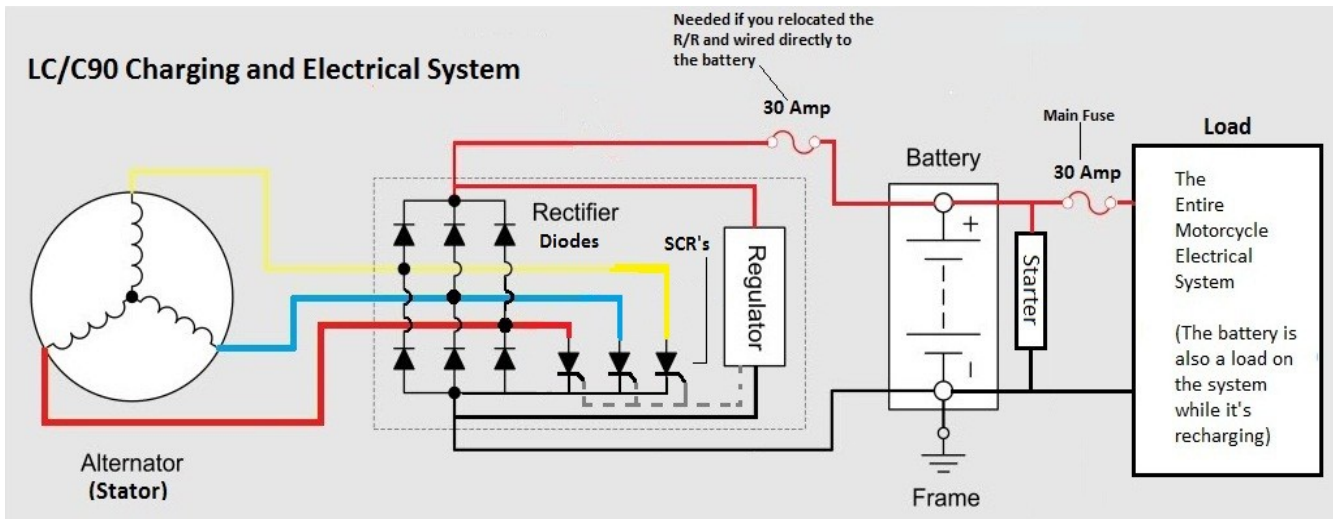 Needed if you relocated the
R/R and wired directly to
the battery
LC/C90 Charging and Electrical System
30 Amp
Main Fuse
30 Amp
Load
Battery
+
-
Rectifier
Diodes
SCR's
Regulator
Starter
The
Entire
Motorcycle
Electrical
System
(The battery is
also a load on
the system
while it's
recharging)
Alternator
(Stator)
Frame